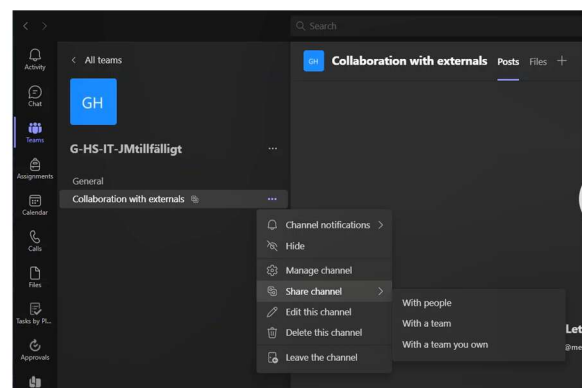 Search
Activity
Chat
Teams
Assignments
Calendar
Calls
Files
Tasks by Pl...
Approvals
All teams
GH
G-HS-IT-JMtillfälligt
General
Collaboration with externals
GH Collaboration with externals Posts Files
Channel notifications
Hide
Manage channel
Share channel
Edit this channel
Delete this channel
Leave the channel
With people
With a team
With a team you own
Let
@me